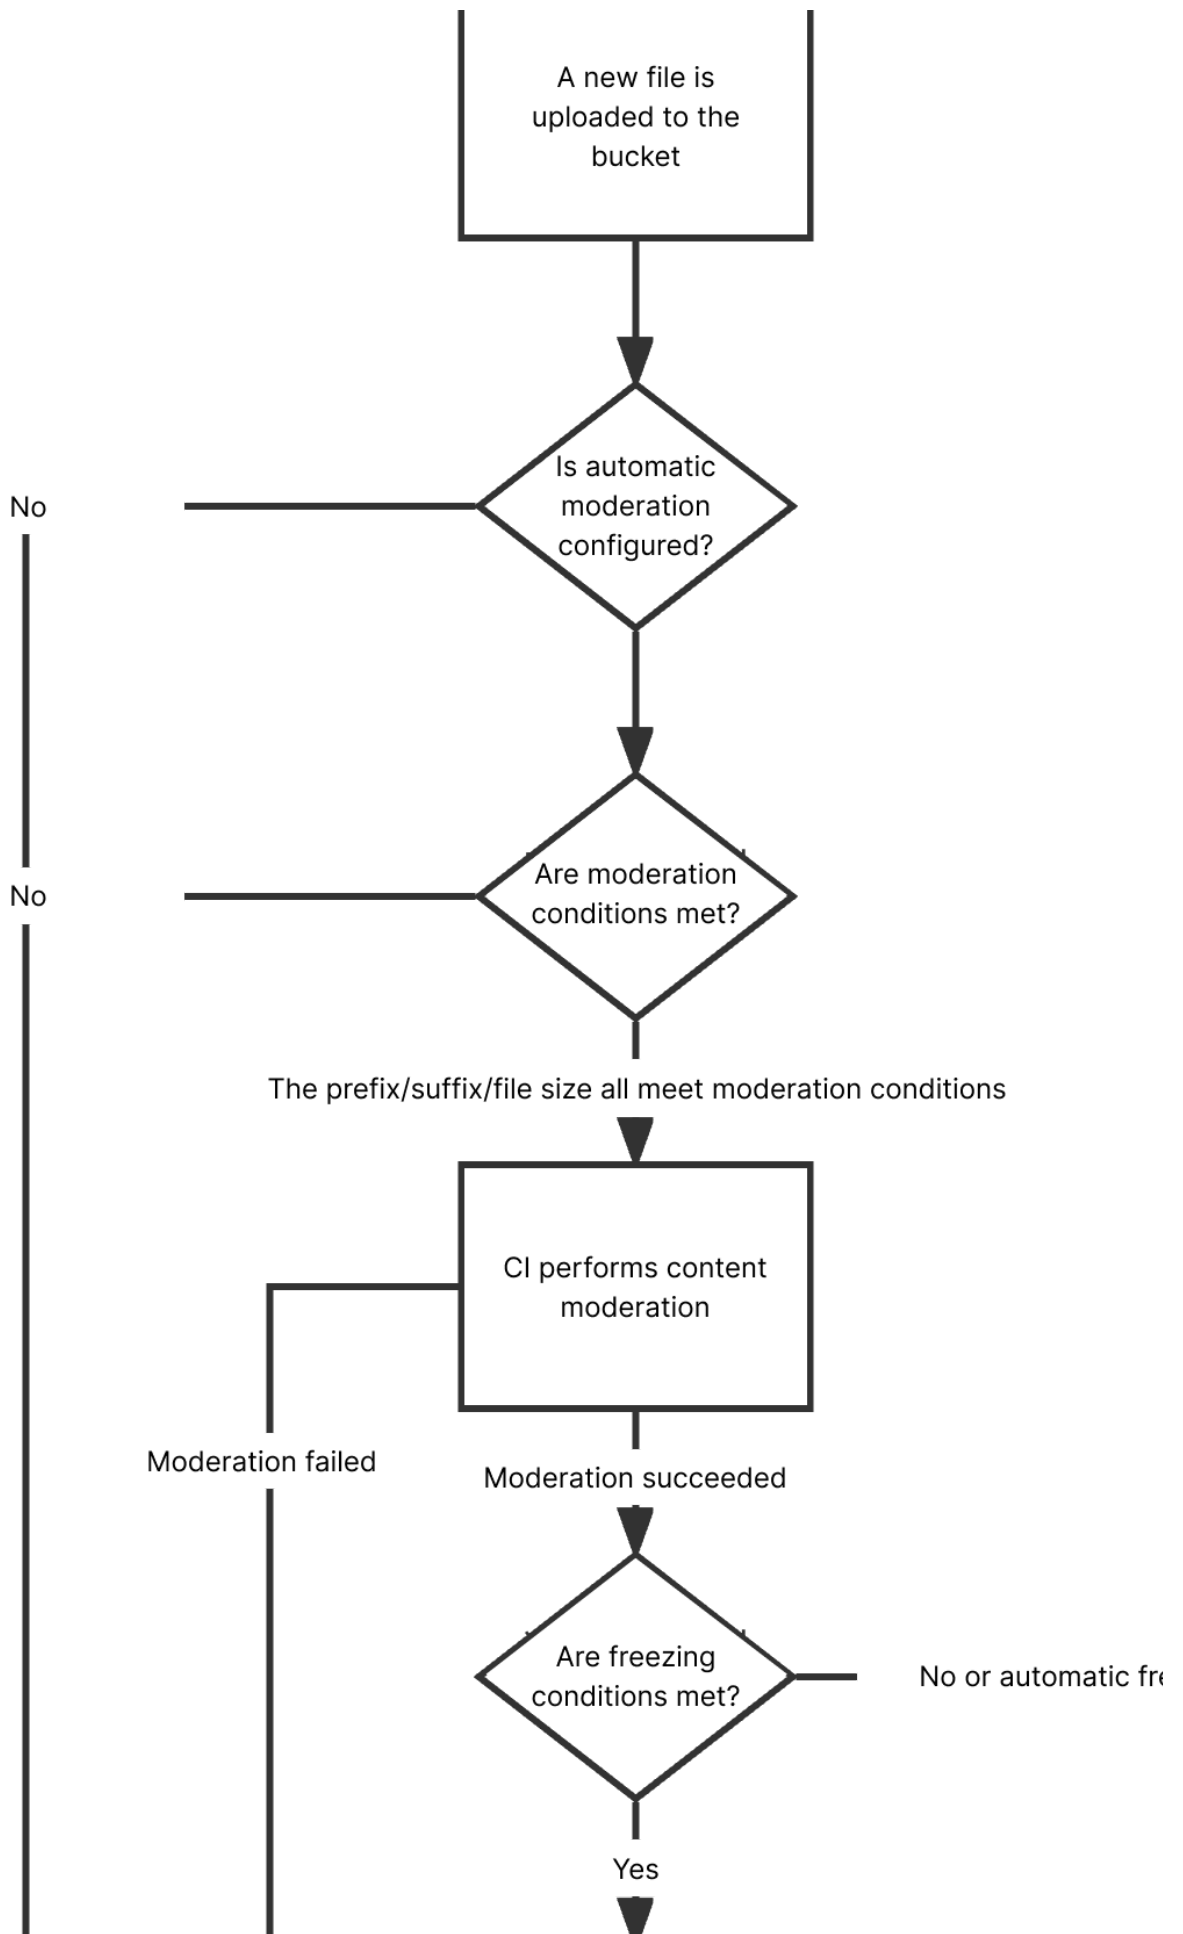 A new file is
uploaded to the
bucket
Is automatic
moderation
configured?
No
Are moderation
conditions met?
No
The prefix/suffix/file size all meet moderation conditions
CI performs content
moderation
Moderation failed
Moderation succeeded
Are freezing
conditions met?
No or automatic
Yes